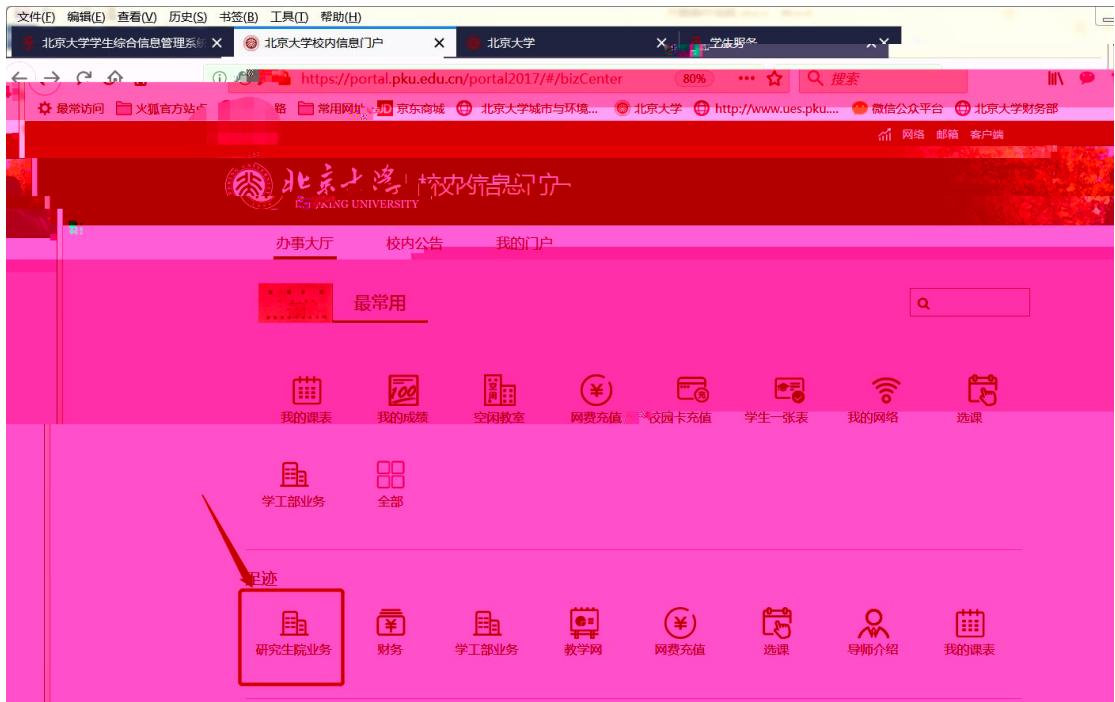 文件(F) 编辑(E) 查看(V) 历史(S) 书签(B) 工具(T) 帮助(H)
北京大学学生综合信息管理系统 北京大学校内信息门户 北京大学
https://portal.pku.edu.cn/portal2017/#/bizCenter 80% 搜索
最常访问 火狐官方站点 常用网址 JD 京东商城 北京大学城市与环境... 北京大学 http://www.ues.pku.... 微信公众平台 北京大学财务部
网络 邮箱 客户端
北京大学 校内信息门户
UNIVERSITY
办事大厅 校内公告 我的门户
最常用
我的课表 我的成绩 空闲教室 网费充值 校园卡充值 学生一张表 我的网络 选课
学工部业务 全部
足迹
研究生院业务 财务 学工部业务 教学网 网费充值 选课 导师介绍 我的课表